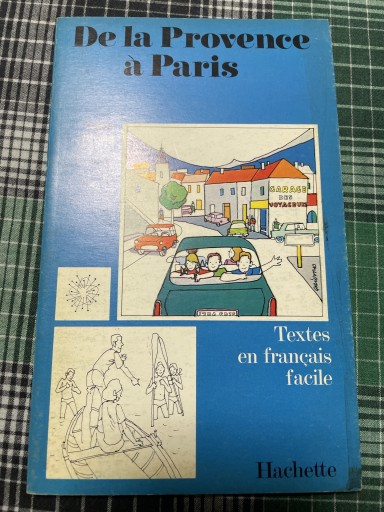 De la Provence
à Paris
GARAGE
DES
VOYAGEURS
Textes
en français
facile
Hachette